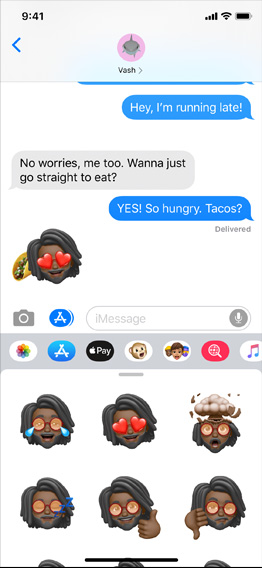 9:41
Vash
Hey, I'm running late!
No worries, me too. Wanna just
go straight to eat?
YES! So hungry. Tacos?
Delivered
iMessage
Pay